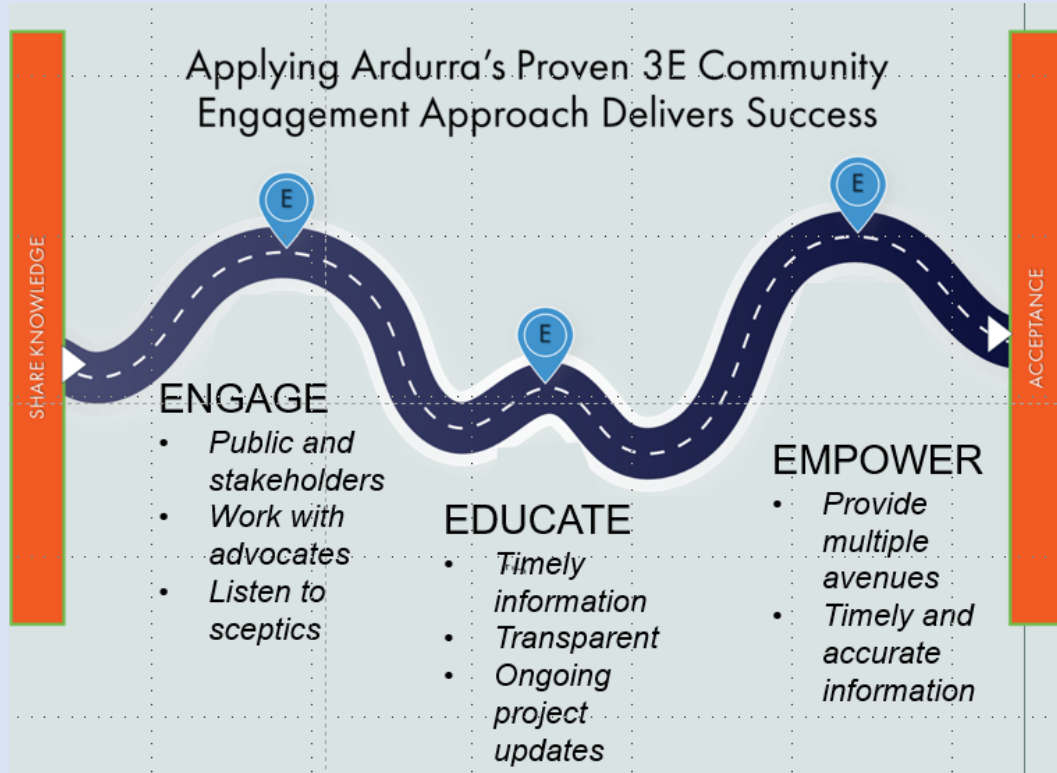 Applying Ardurra's Proven 3E Community
Engagement Approach Delivers Success
SHARE KNOWLEDGE
E
E
E
ACCEPTANCE
ENGAGE
• Public and
stakeholders
• Work with
advocates
• Listen to
sceptics
EDUCATE
• Timely
information
• Transparent
• Ongoing
project
updates
EMPOWER
• Provide
multiple
avenues
• Timely and
accurate
information